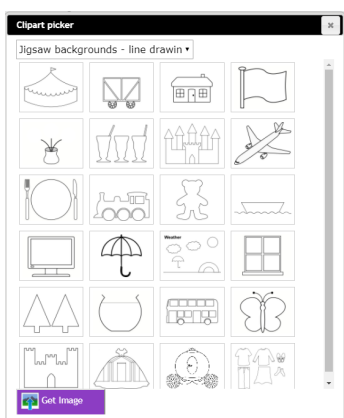 Clipart picker
Jigsaw backgrounds - line drawin
Weather
Get Image